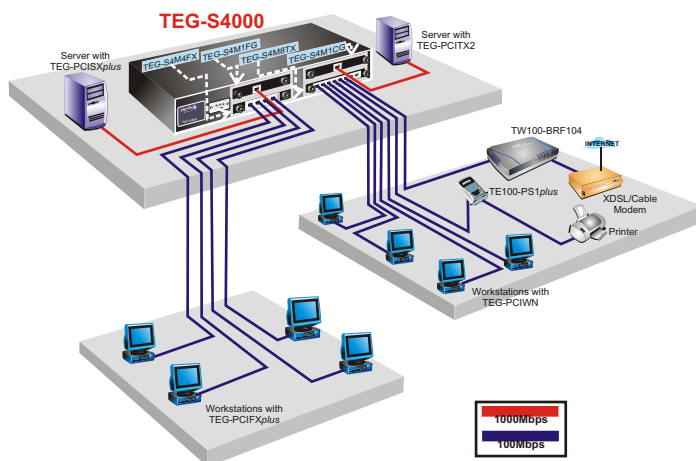 TEG-S4000
Server with
TEG-PCISXplus
TEG-S4M4FX
TEG-S4M1FG
TEG-S4M8TX
TEG-S4M1CG
Server with
TEG-PCITX2
TW100-BRF104
INTERNET
TE100-PS1plus
XDSL/Cable
Modem
Printer
Workstations with
TEG-PCIWN
Workstations with
TEG-PCIFXplus
1000Mbps
100Mbps